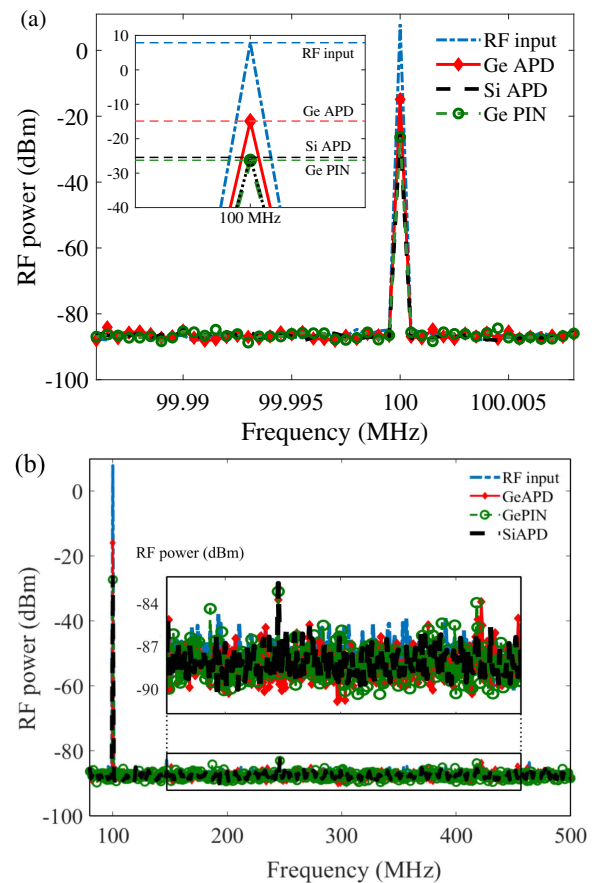 (a)
RF power (dBm)
0
-20
-40
-60
-80
-100
10
0
-10
-20
-30
-40
RF input
Ge APD
Si APD
Ge PIN
100 MHz
RF input
Ge APD
Si APD
Ge PIN
99.99
99.995
100
100.005
Frequency (MHz)
(b)
RF power (dBm)
0
-20
-40
-60
-80
-100
RF input
GeAPD
GePIN
SiAPD
RF power (dBm)
-84
-87
-90
100
200
300
400
500
Frequency (MHz)